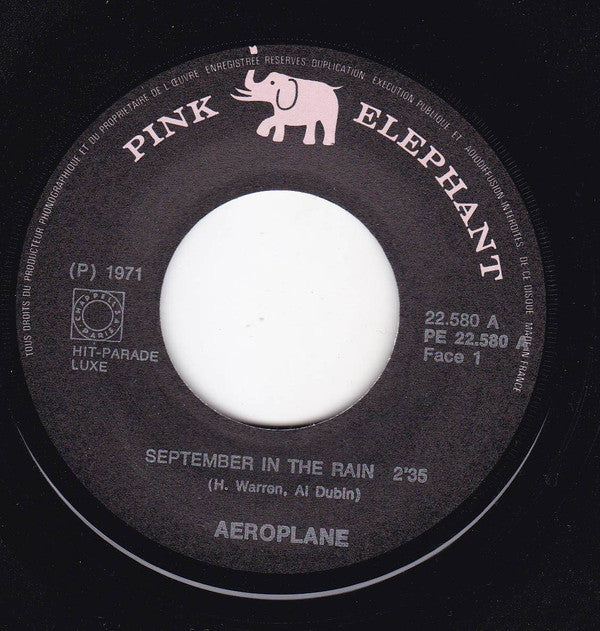 TOUS DROITS DU PRODUCTEUR PHONOGRAPHIQUE ET DU PROPRIETAIRE DE L'ŒUVRE ENREGISTRÉE RESERVES. DUPLICATION, EXECUTION PUBLIQUE ET RADIODIFFUSION INTERDITES. DE CE DISQUE MADE IN FRANCE
PINK ELEPHANT
(P) 1971
CHAPPELL S.A.
PARIS
HIT-PARADE
LUXE
22.580 A
PE 22.580 A
Face 1
SEPTEMBER IN THE RAIN 2'35
(H. Warren, Al Dubin)
AEROPLANE